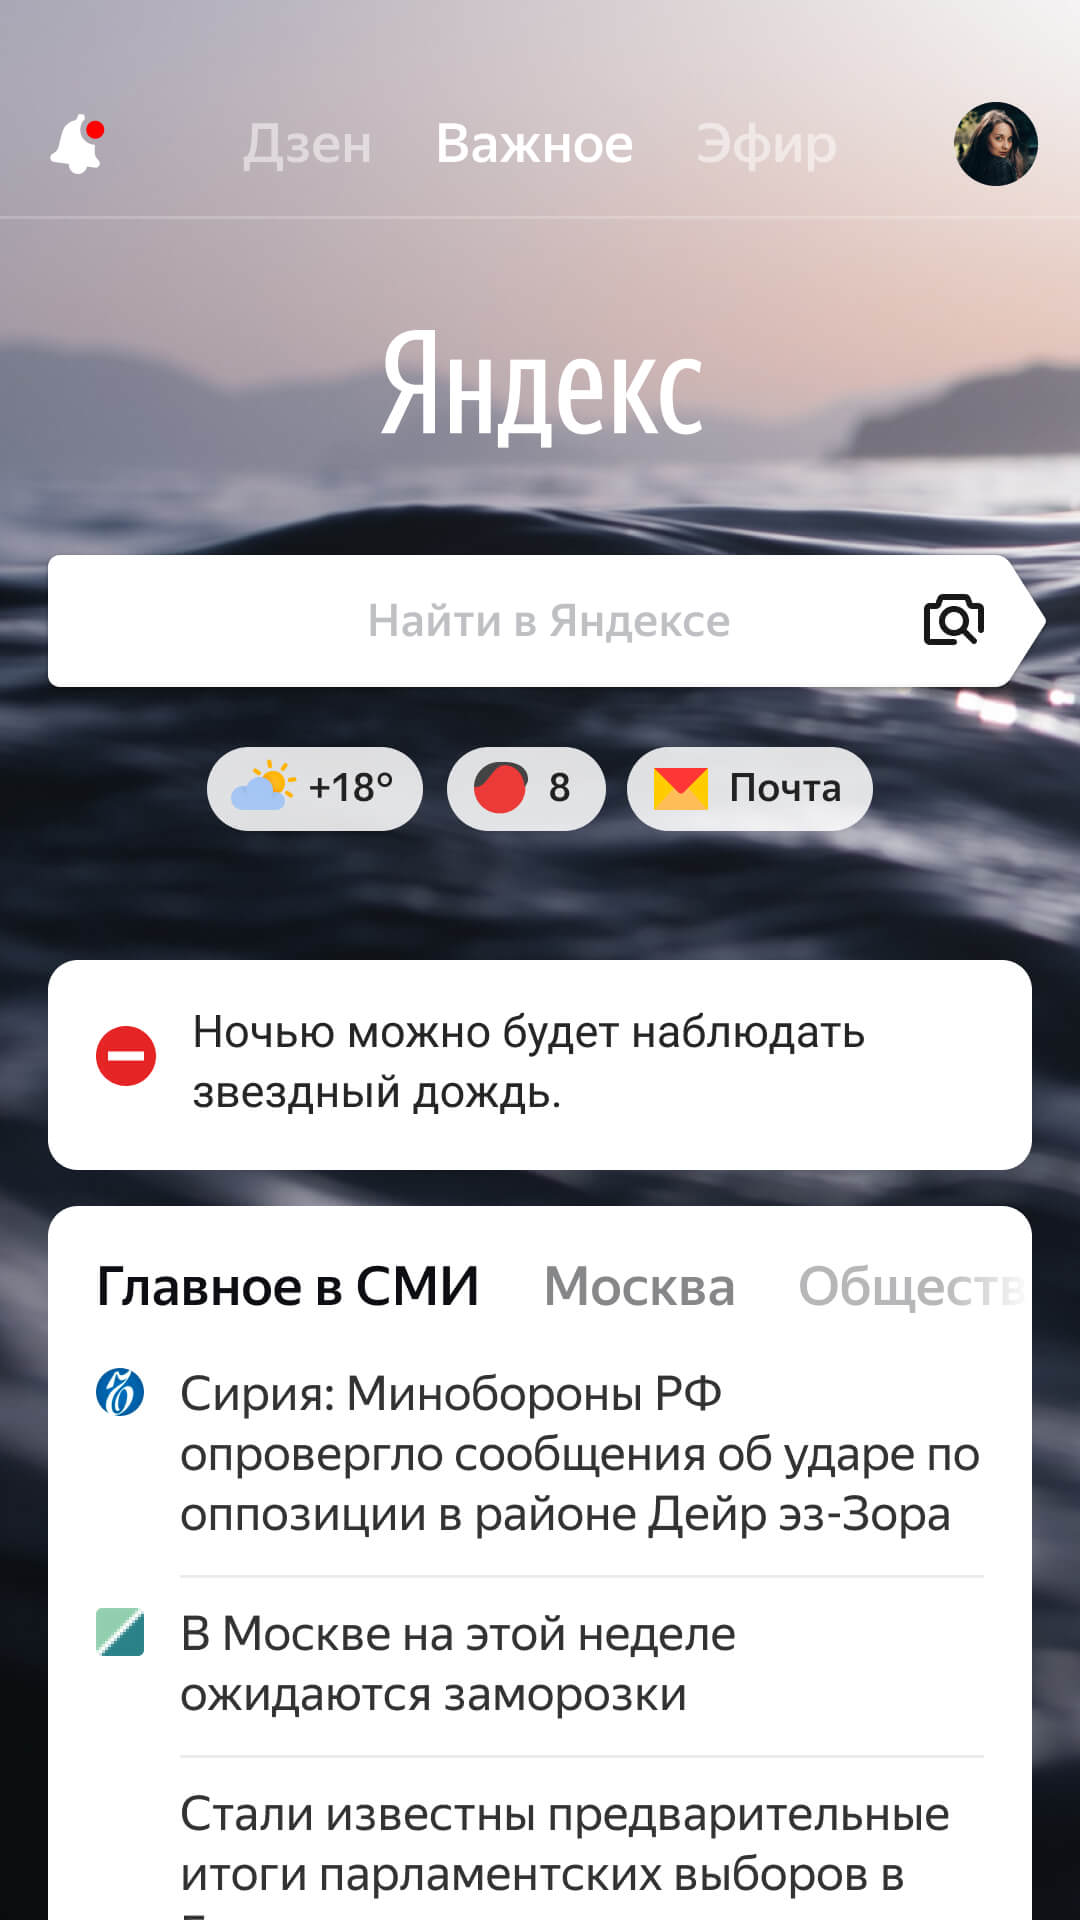 Дзен Важное Эфир
Яндекс
Найти в Яндексе
+18° 8 Почта
Ночью можно будет наблюдать
звездный дождь.
Главное в СМИ Москва Обществ
Сирия: Минобороны РФ
опровергло сообщения об ударе по
оппозиции в районе Дейр эз-Зора
В Москве на этой неделе
ожидаются заморозки
Стали известны предварительные
итоги парламентских выборов в